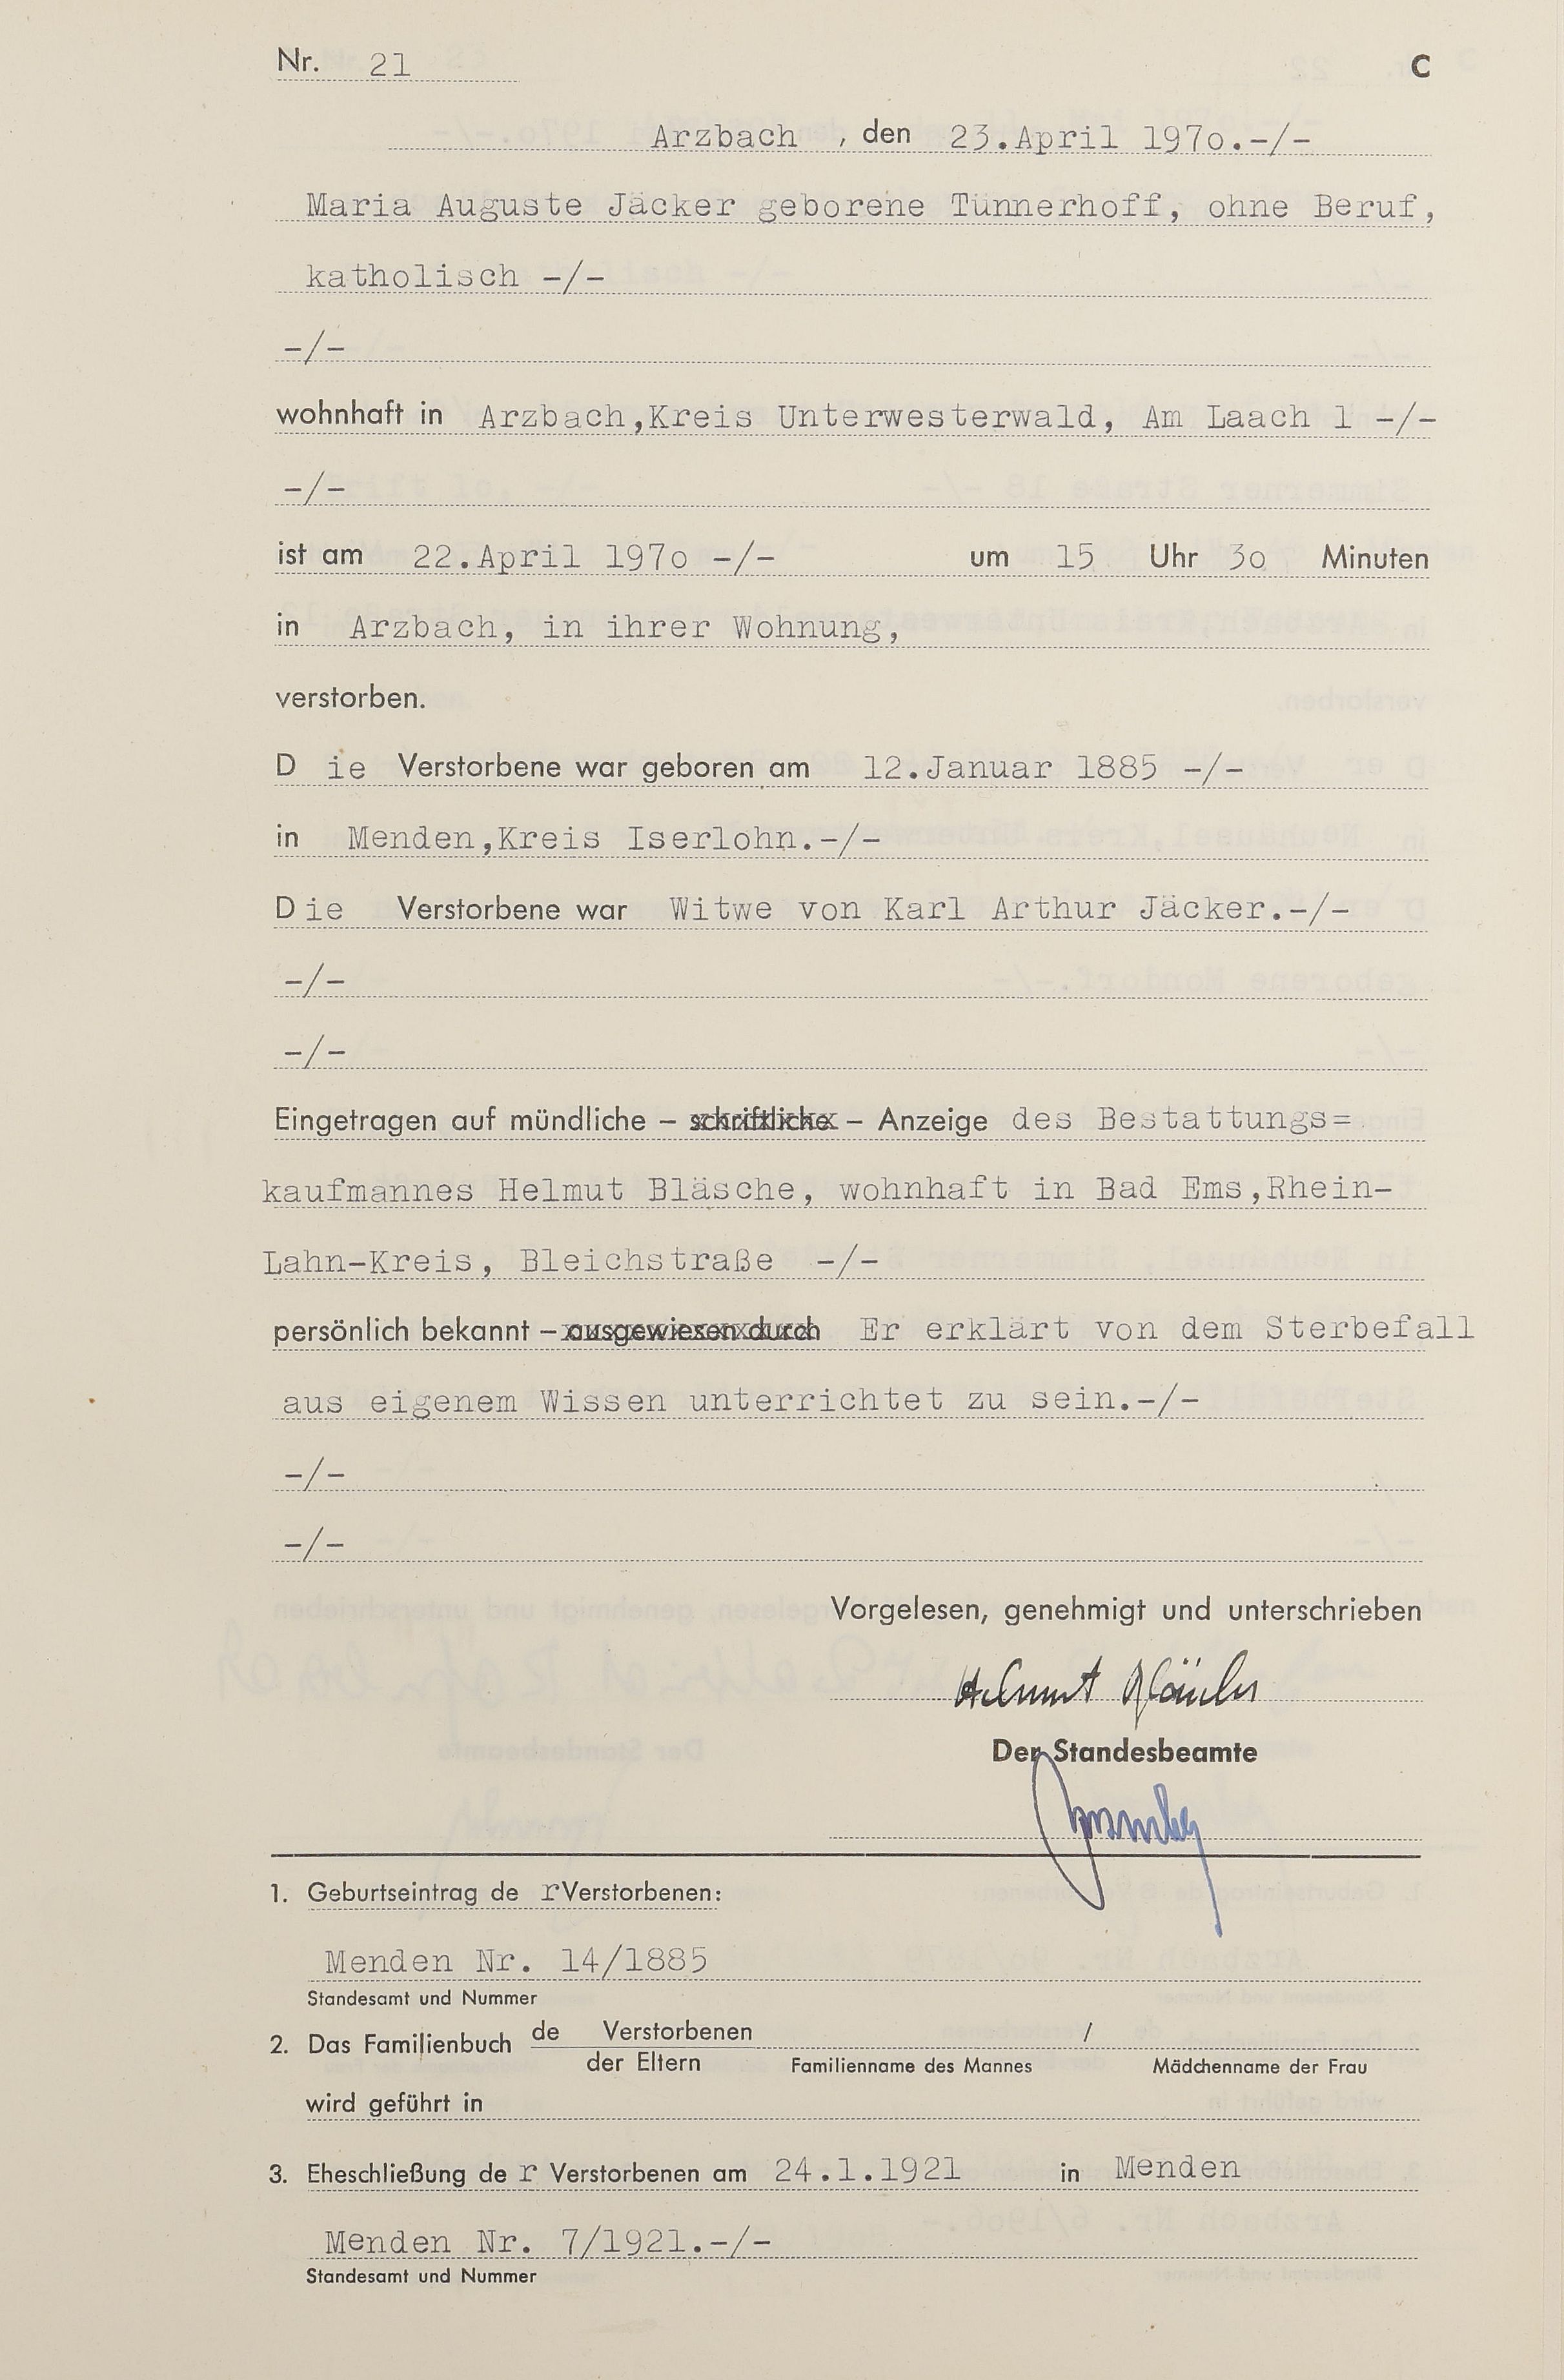 Nr. 21 C
Arzbach , den 23.April 197o.-/-
Maria Auguste Jäcker geborene Tünnerhoff, ohne Beruf,
katholisch -/-
-/-
wohnhaft in Arzbach,Kreis Unterwesterwald, Am Laach 1 -/-
-/-
ist am 22.April 197o -/- um 15 Uhr 3o Minuten
in Arzbach, in ihrer Wohnung,
verstorben.
D ie Verstorbene war geboren am 12.Januar 1885 -/-
in Menden,Kreis Iserlohn.-/-
Die Verstorbene war Witwe von Karl Arthur Jäcker.-/-
-/-
-/-
Eingetragen auf mündliche – schriftliche – Anzeige des Bestattungs=
kaufmannes Helmut Bläsche, wohnhaft in Bad Ems,Rhein-
Lahn-Kreis, Bleichstraße -/-
persönlich bekannt – ausgewiesen durch Er erklärt von dem Sterbefall
aus eigenem Wissen unterrichtet zu sein.-/-
-/-
-/-
Vorgelesen, genehmigt und unterschrieben
Helmut Bläsche
Der Standesbeamte
1. Geburtseintrag de r Verstorbenen:
Menden Nr. 14/1885
Standesamt und Nummer
2. Das Familienbuch de Verstorbenen /
der Eltern Familienname des Mannes Mädchenname der Frau
wird geführt in
3. Eheschließung de r Verstorbenen am 24.1.1921 in Menden
Menden Nr. 7/1921.-/-
Standesamt und Nummer